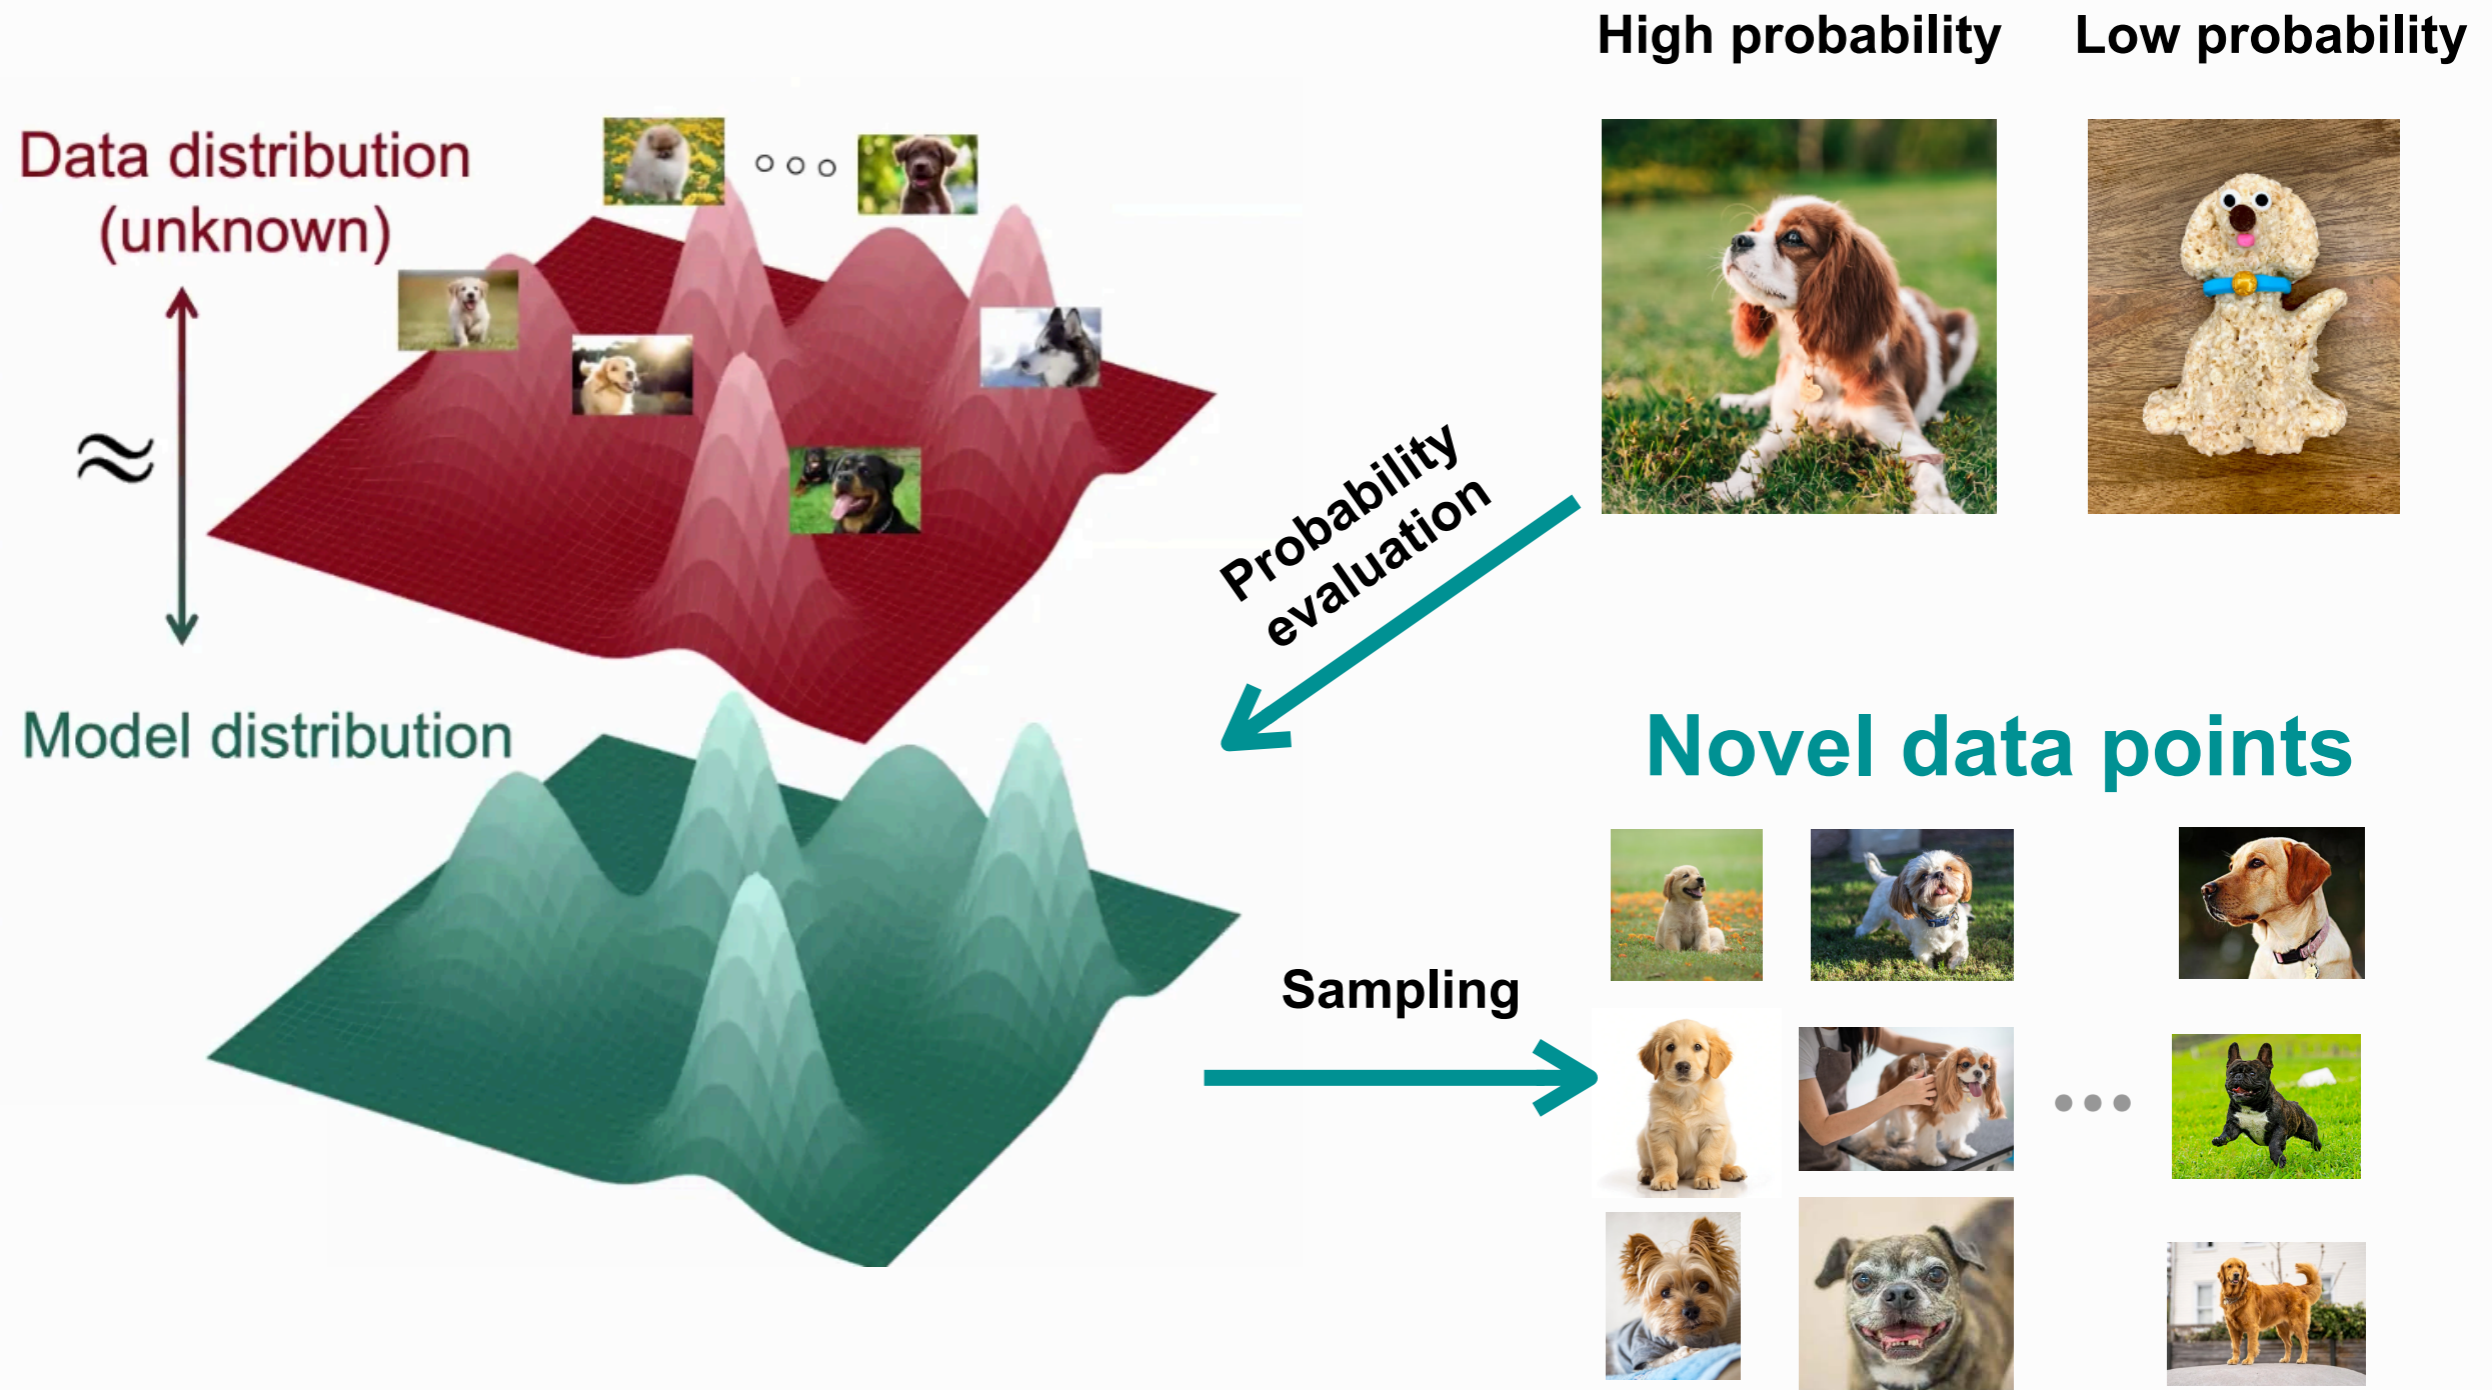 High probability
Low probability
Data distribution
(unknown)
≈
Probability
evaluation
Model distribution
Novel data points
Sampling